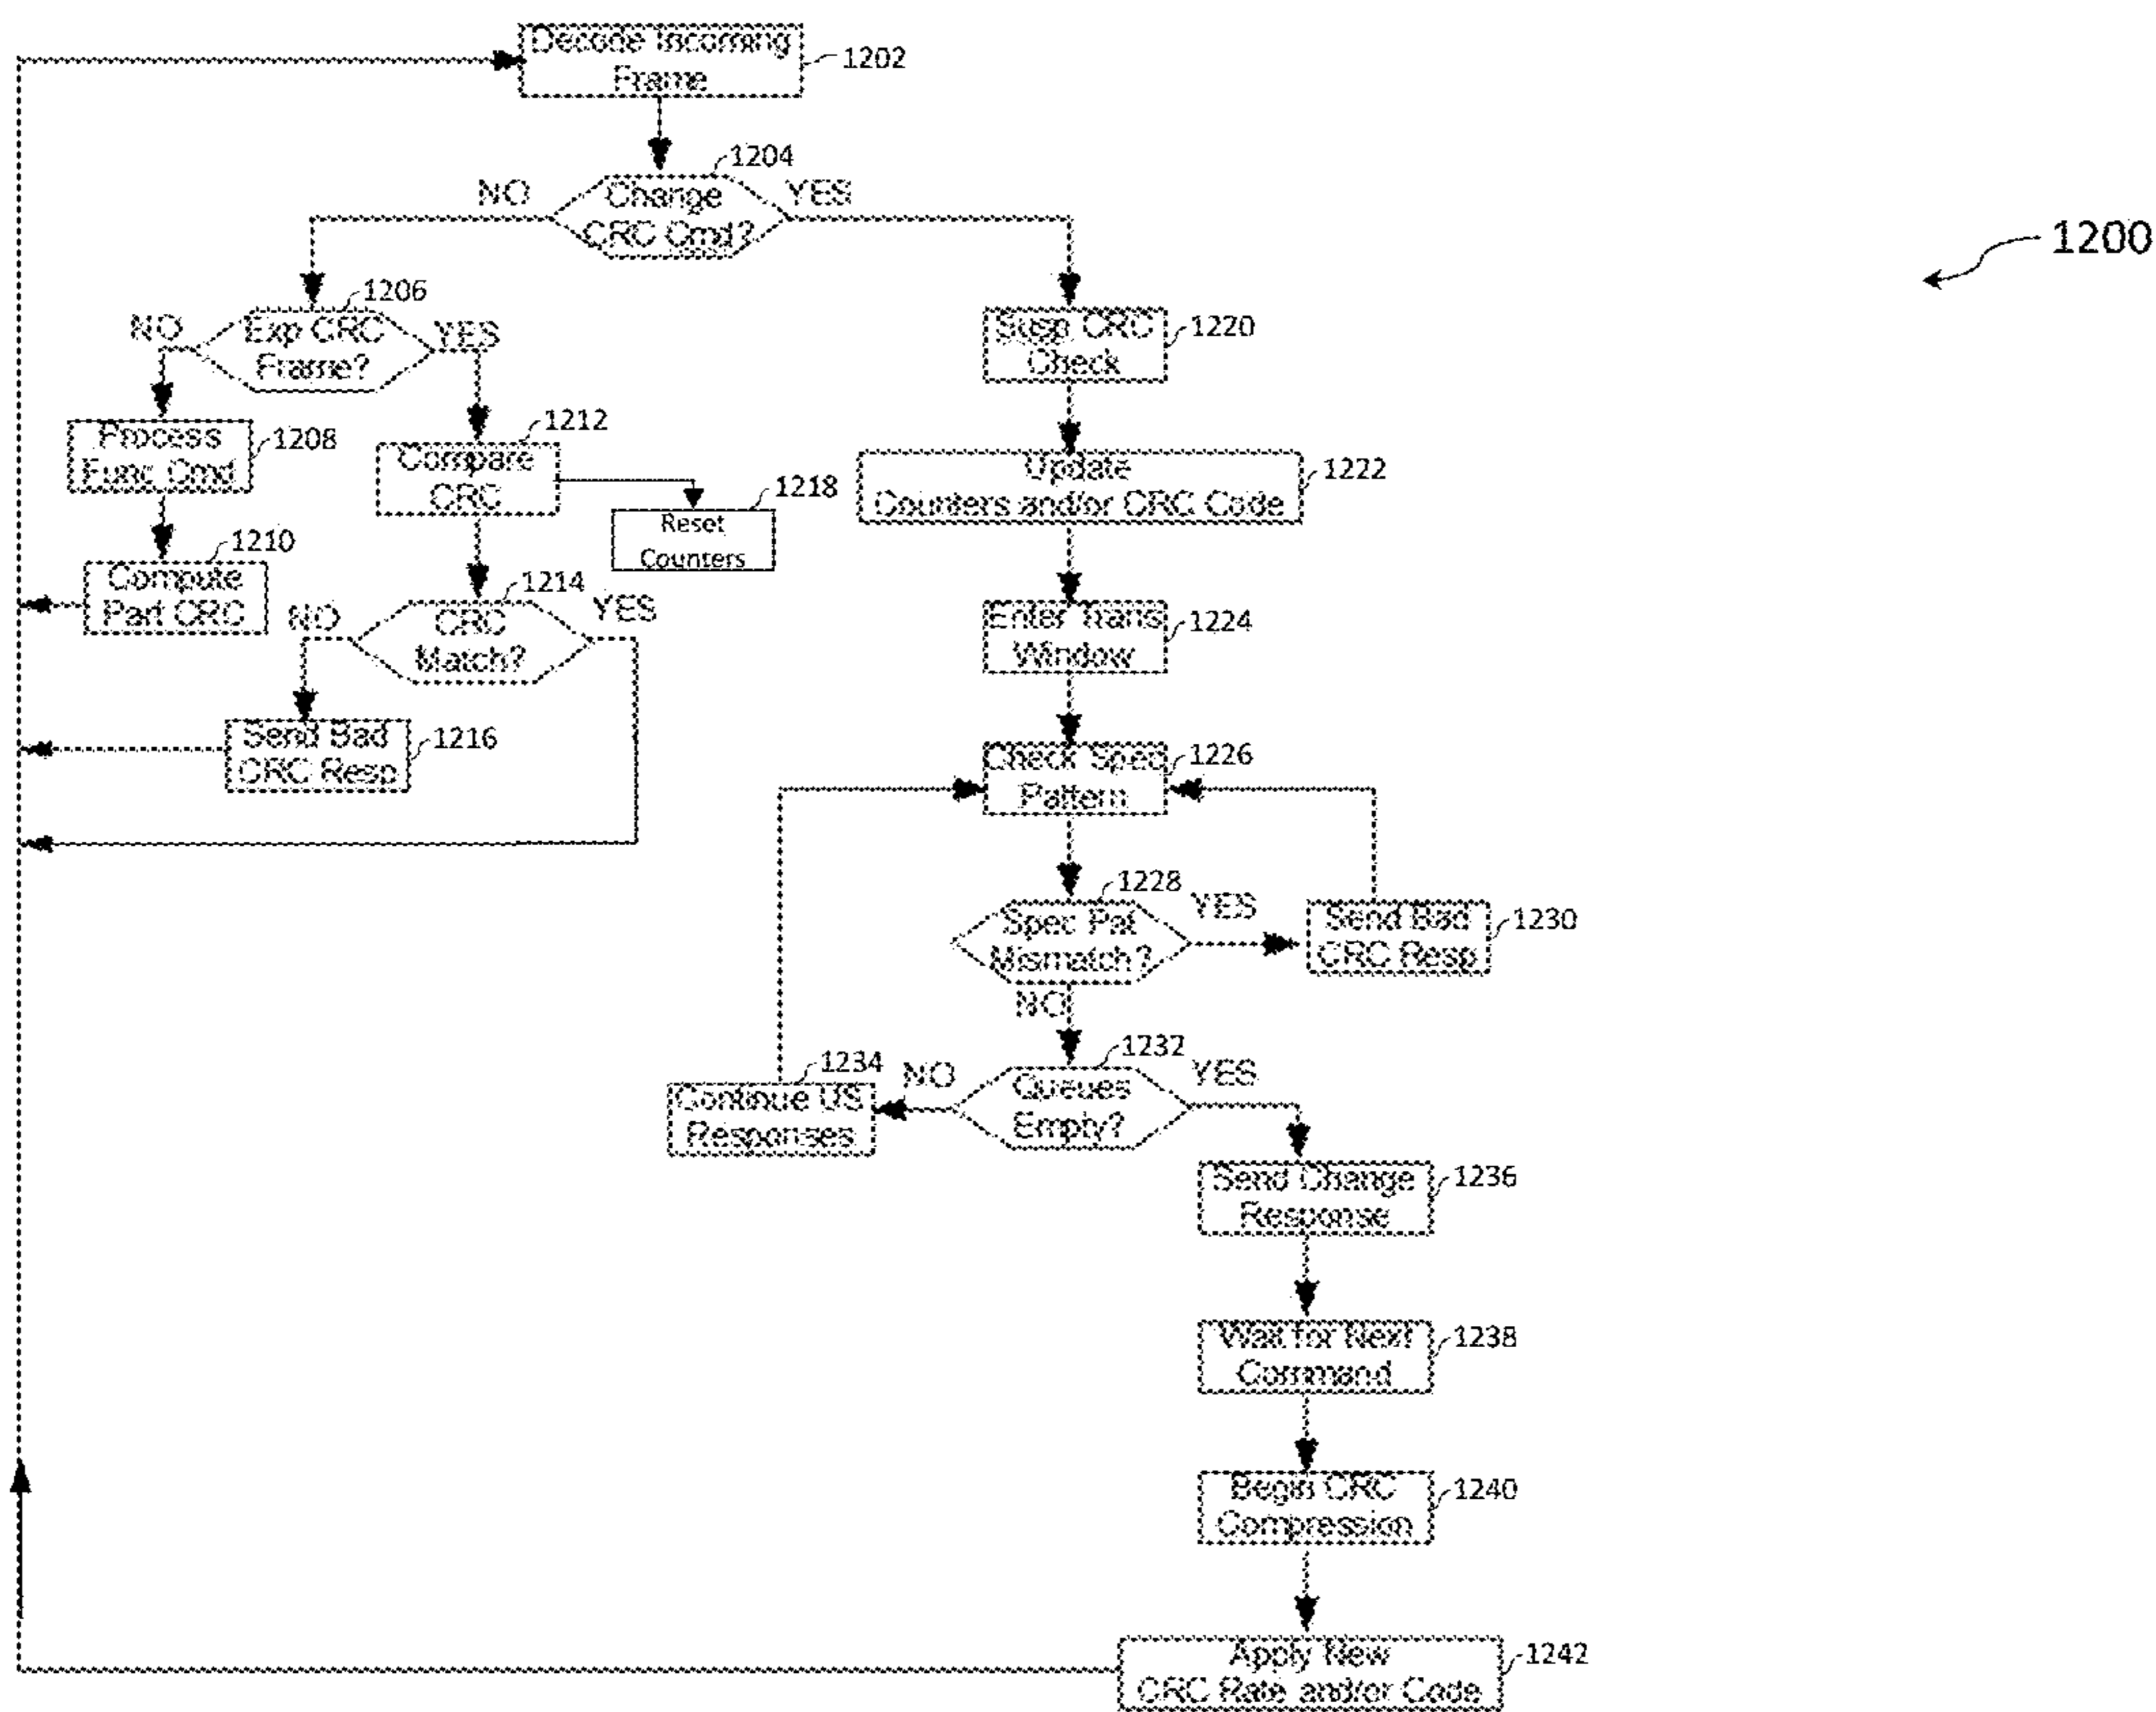 Decode Incoming
Frame
1202
1204
NO
Change
CRC Cmd?
YES
1200
1206
NO
Exp CRC
Frame?
YES
1220
Susp CRC
Check
1212
Process
Func Cmd
1208
Compare
CRC
1218
Reset
Counters
Update
Counters and/or CRC Code
1222
1210
Compute
Part CRC
1214
NO
CRC
Match?
YES
Enter Trans
Window
1224
Send Bad
CRC Resp
1216
Check Spec
Pattern
1226
1228
Spec Pat
Mismatch?
YES
NO
Send Bad
CRC Resp
1230
1232
1234
Continue US
Responses
NO
Queues
Empty?
YES
Send Change
Response
1236
Wait for Next
Command
1238
Begin CRC
Compression
1240
Apply New
CRC Rate and/or Code
1242